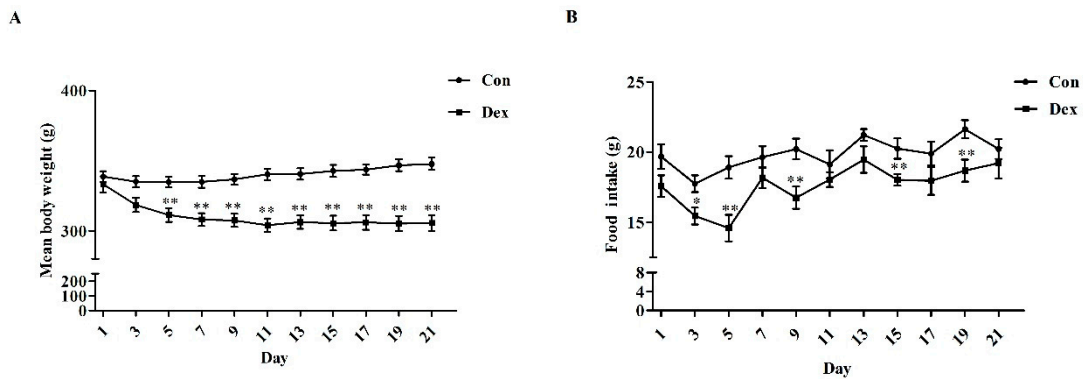 A
Con
Dex
Mean body weight (g)
400
300
200
100
0
** ** ** ** ** ** ** ** **
1 3 5 7 9 11 13 15 17 19 21
Day
B
Con
Dex
Food intake (g)
25
20
15
8
4
0
* ** ** ** **
1 3 5 7 9 11 13 15 17 19 21
Day